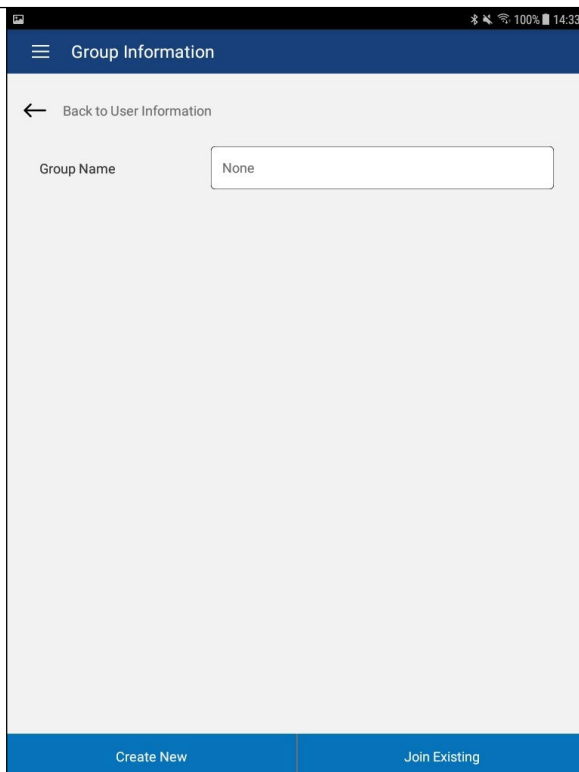 100% 14:33
Group Information
Back to User Information
Group Name None
Create New Join Existing